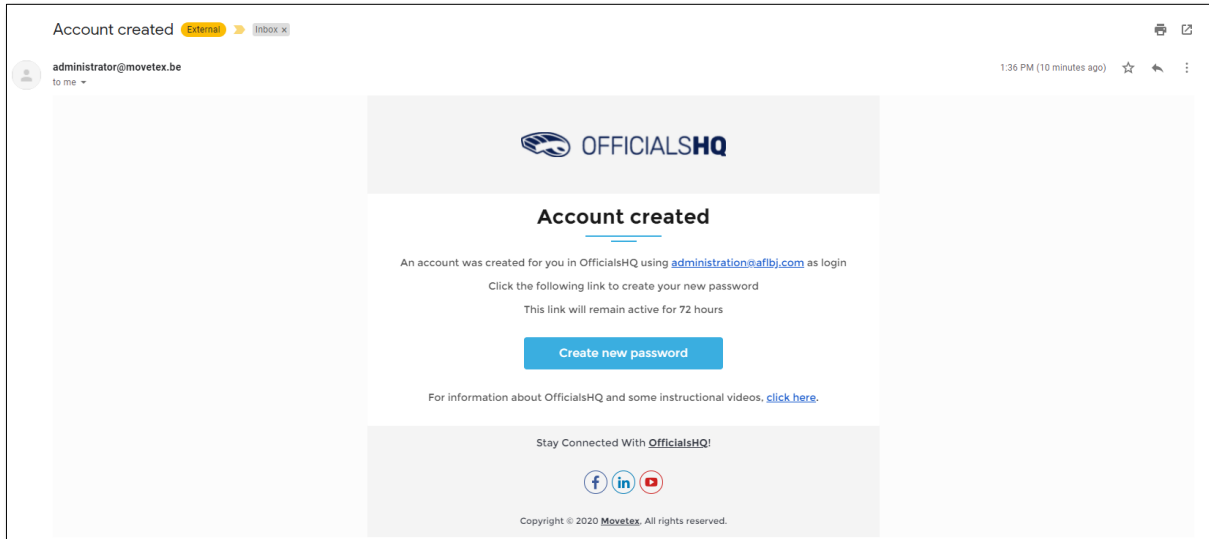 Account created External Inbox x
administrator@movetex.be 1:36 PM (10 minutes ago)
to me
OFFICIALSHQ
Account created
An account was created for you in OfficialsHQ using administration@aflbj.com as login
Click the following link to create your new password
This link will remain active for 72 hours
Create new password
For information about OfficialsHQ and some instructional videos, click here.
Stay Connected With OfficialsHQ!
f in
Copyright © 2020 Movetex, All rights reserved.